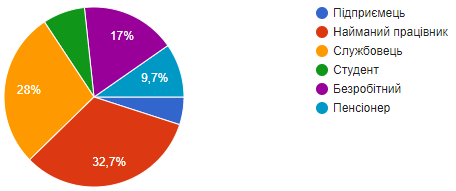 17%
9,7%
28%
32,7%
Підприємець
Найманий працівник
Службовець
Студент
Безробітний
Пенсіонер